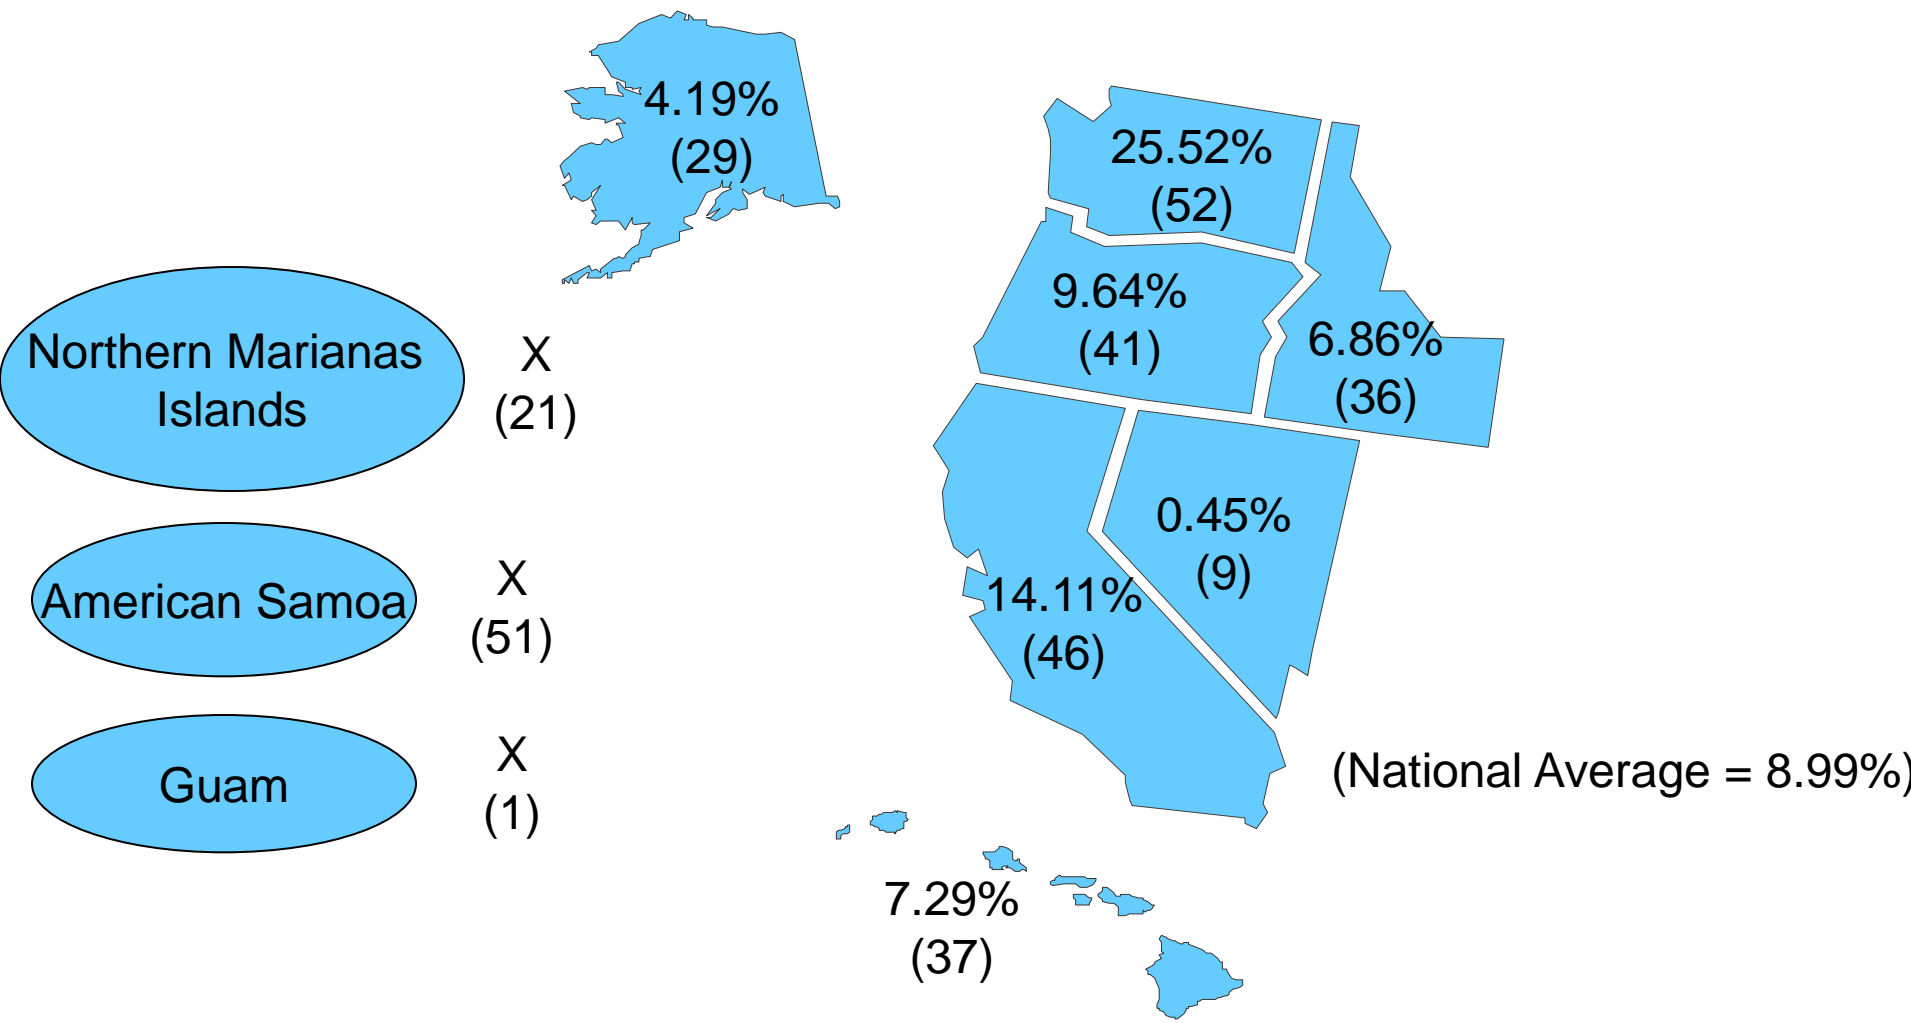 4.19%
(29)
25.52%
(52)
9.64%
(41)
6.86%
(36)
Northern Marianas
Islands
X
(21)
0.45%
(9)
American Samoa
X
(51)
14.11%
(46)
Guam
X
(1)
(National Average = 8.99%)
7.29%
(37)